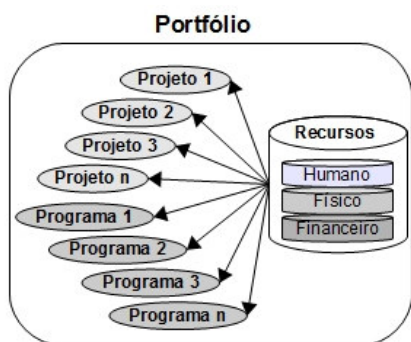 Portfólio
Projeto 1
Projeto 2
Projeto 3
Projeto n
Programa 1
Programa 2
Programa 3
Programa n
Recursos
Humano
Físico
Financeiro